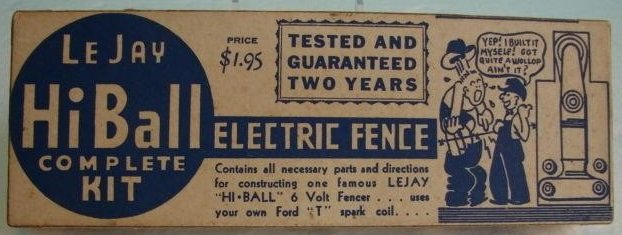 LE JAY
HiBall
COMPLETE
KIT
PRICE
$1.95
TESTED AND
GUARANTEED
TWO YEARS
ELECTRIC FENCE
Contains all necessary parts and directions
for constructing one famous LEJAY
"HI-BALL" 6 Volt Fencer . . . uses
your own Ford "T" spark coil. . . .
YEP! I BUILT IT
MYSELF! GOT
QUITE A WOLLOP
AIN'T IT?